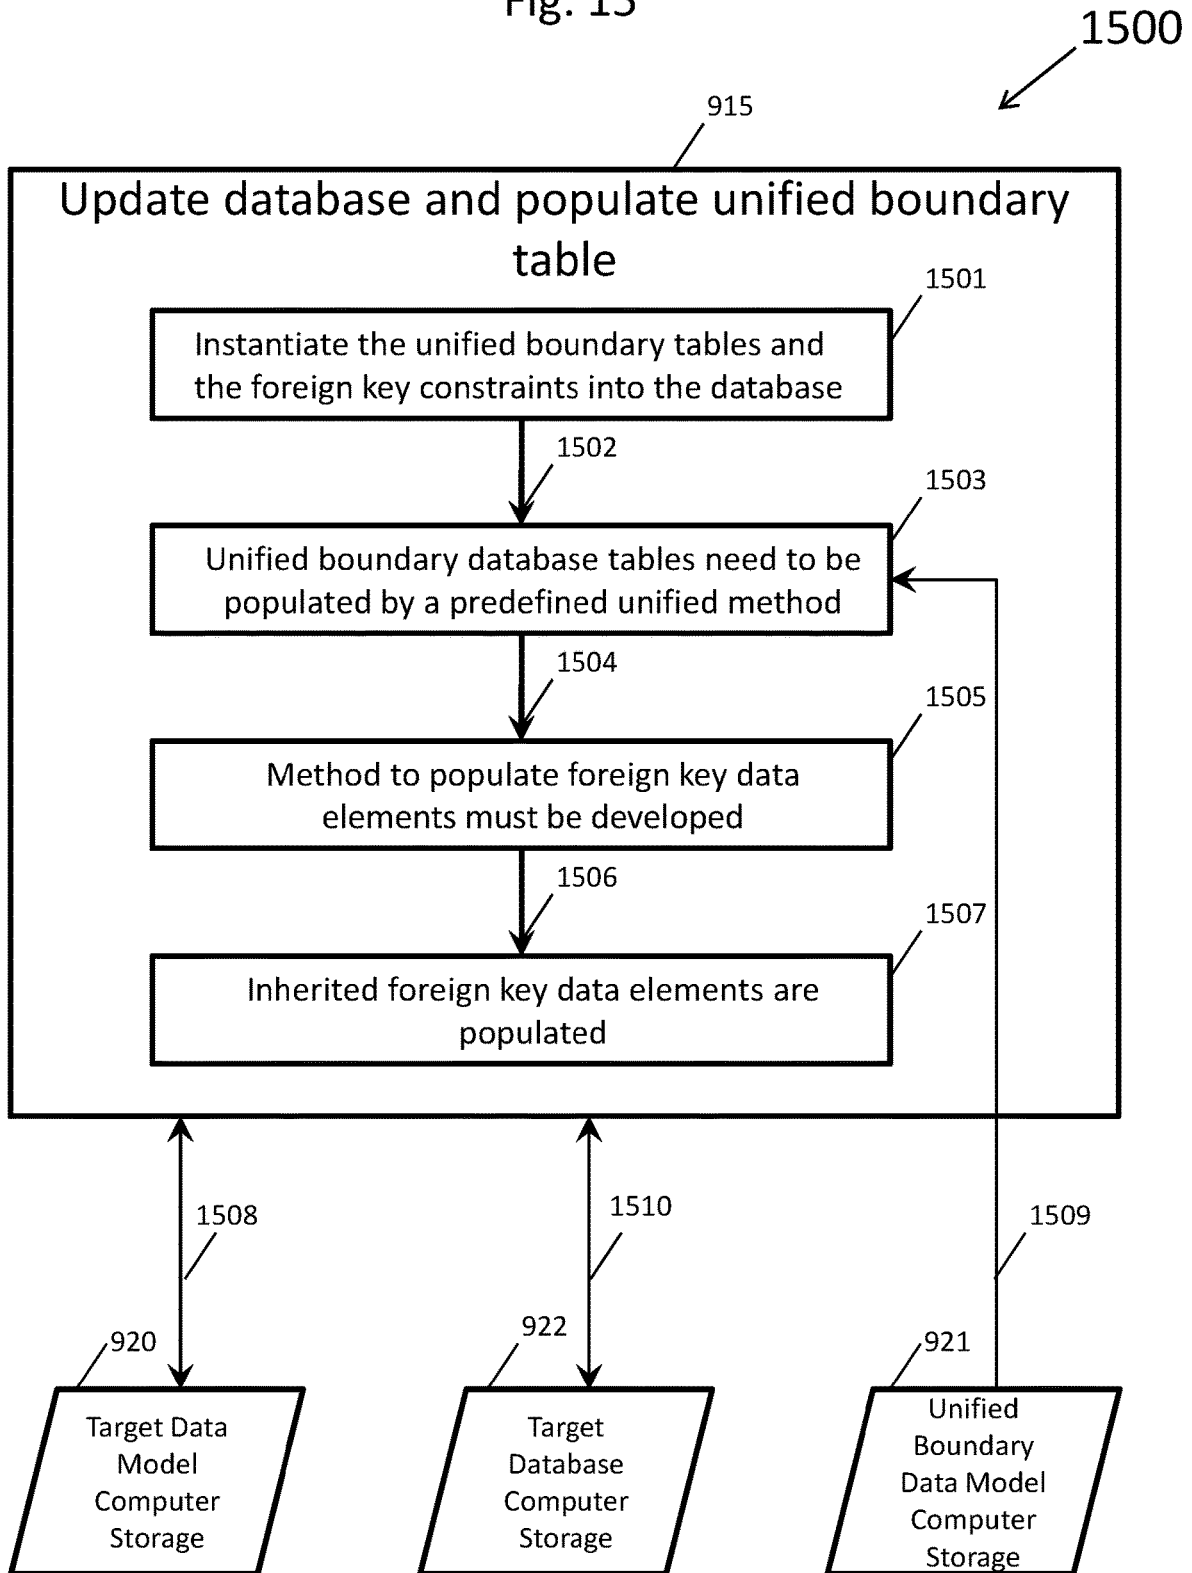 Fig. 15
1500
915
Update database and populate unified boundary
table
1501
Instantiate the unified boundary tables and
the foreign key constraints into the database
1502
1503
Unified boundary database tables need to be
populated by a predefined unified method
1504
1505
Method to populate foreign key data
elements must be developed
1506
1507
Inherited foreign key data elements are
populated
1508
1510
1509
920
922
921
Target Data
Model
Computer
Storage
Target
Database
Computer
Storage
Unified
Boundary
Data Model
Computer
Storage